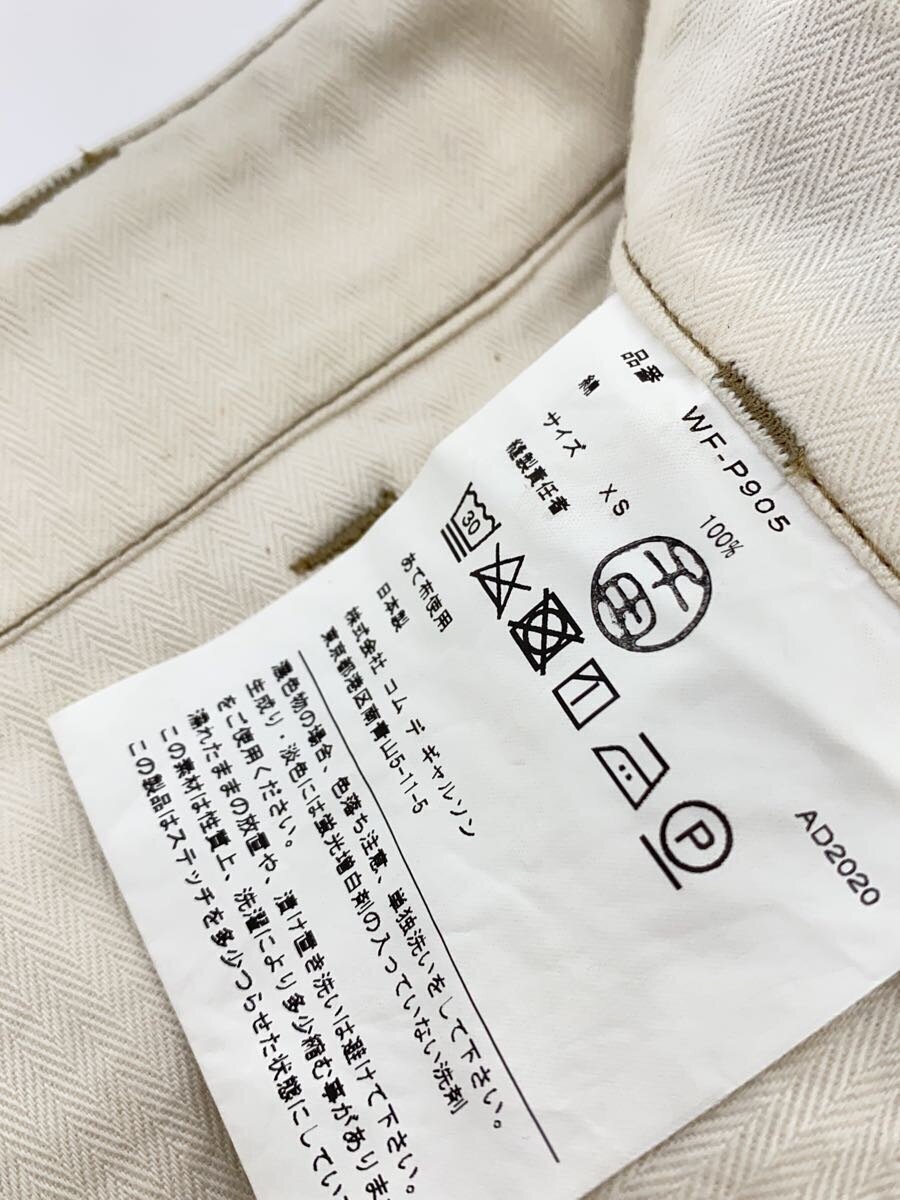 品番 WF-P905
綿 100%
サイズ XS
縫製責任者 千田
30
P
AD2020
あて布使用
日本製
株式会社 コム デ ギャルソン
東京都港区南青山5-11-5
濃色物の場合、色落ち注意、単独洗いをして下さい。
生成り・淡色には蛍光増白剤の入っていない洗剤
をご使用ください。
濡れたままの放置や、漬け置き洗いは避けて下さい。
この素材は性質上、洗濯により多少縮む事がありま
この製品はステッチを多少つらせた状態にしてい